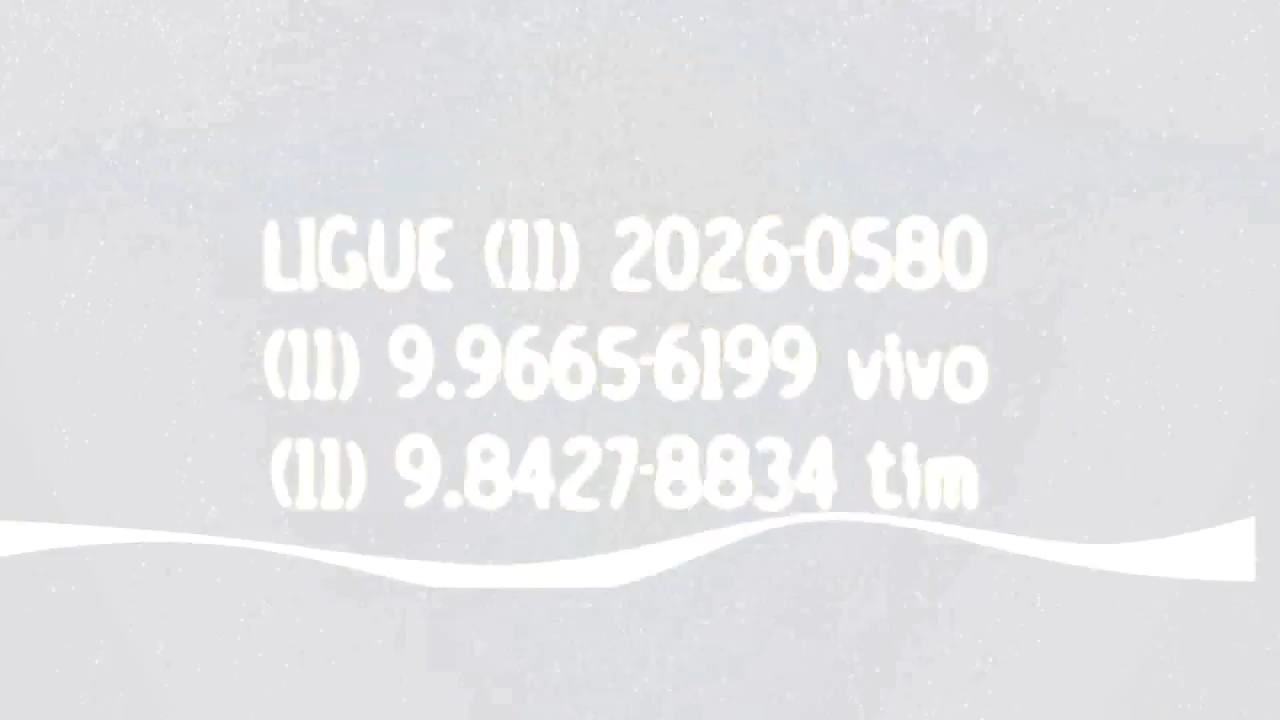 LIGUE (11) 2026-0580
(11) 9.9665-6199 vivo
(11) 9.8427-8834 tim